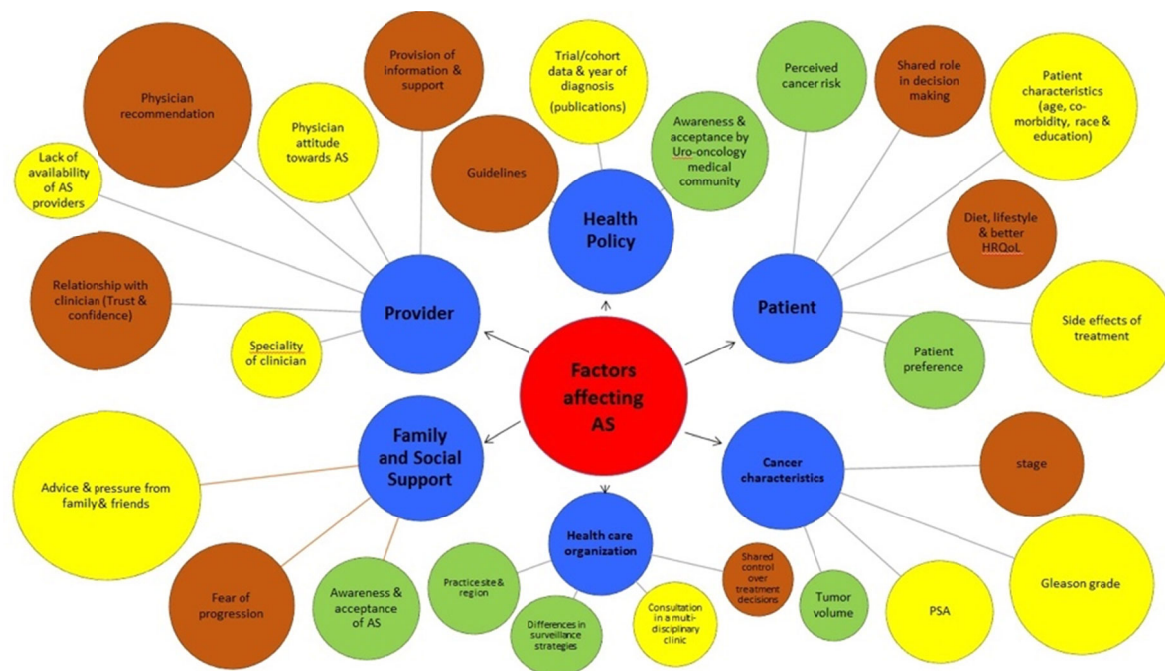 Physician
recommendation
Provision of
information &
support
Trial/cohort
data & year of
diagnosis
(publications)
Perceived
cancer risk
Shared role
in decision
making
Patient
characteristics
(age, co-
morbidity, race &
education)
Lack of
availability
of AS
providers
Physician
attitude
towards AS
Guidelines
Awareness &
acceptance by
Uro-oncology
medical
community
Health
Policy
Diet, lifestyle
& better
HRQoL
Relationship with
clinician (Trust &
confidence)
Provider
Patient
Side effects of
treatment
Speciality
of clinician
Patient
preference
Factors
affecting
AS
Family
and Social
Support
Cancer
characteristics
stage
Advice & pressure from
family & friends
Health care
organization
Fear of
progression
Awareness &
acceptance
of AS
Practice site &
region
Differences in
surveillance
strategies
Consultation
in a multi-
disciplinary
clinic
Shared
control
over
treatment
decisions
Tumor
volume
PSA
Gleason grade